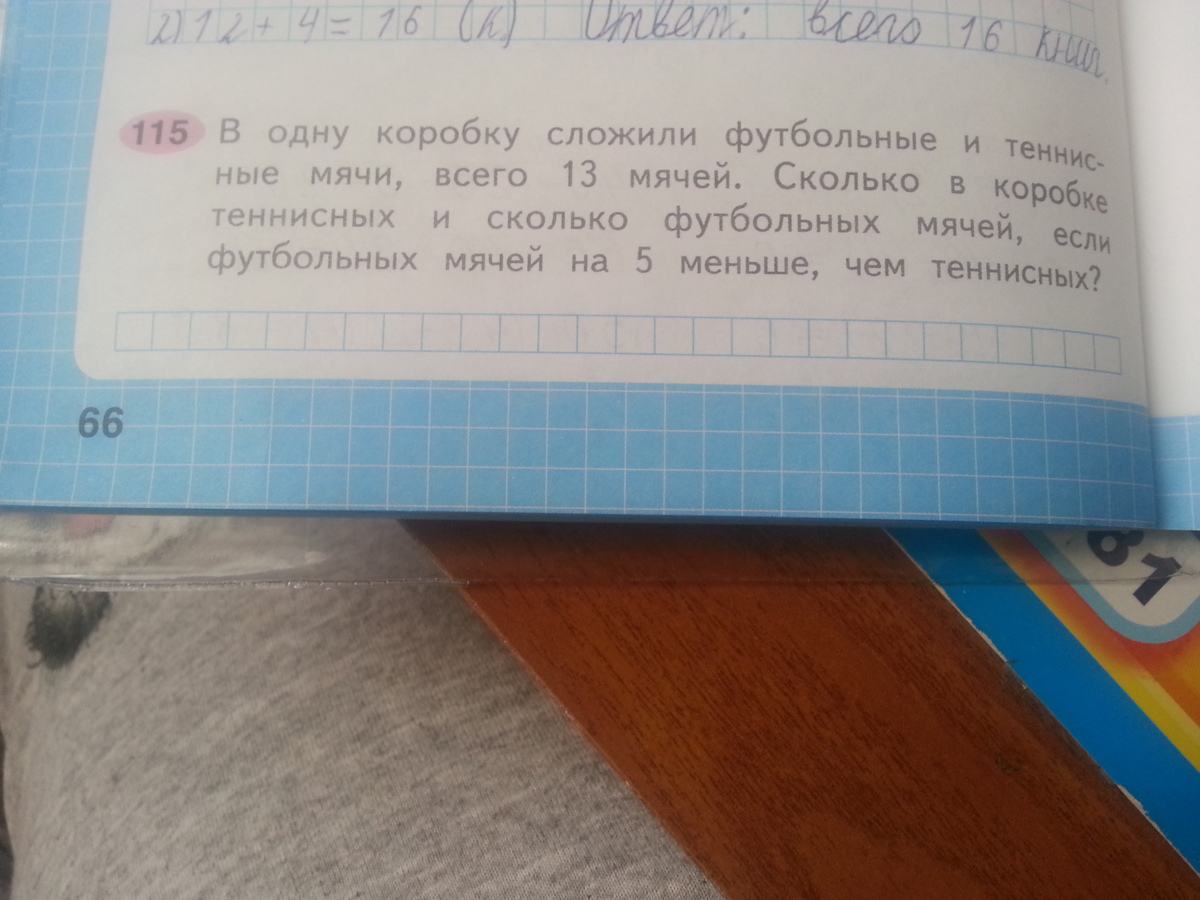 2) 12 + 4 = 16 (к) Ответ: всего 16 книг.
115 В одну коробку сложили футбольные и теннис-
ные мячи, всего 13 мячей. Сколько в коробке
теннисных и сколько футбольных мячей, если
футбольных мячей на 5 меньше, чем теннисных?
66
81